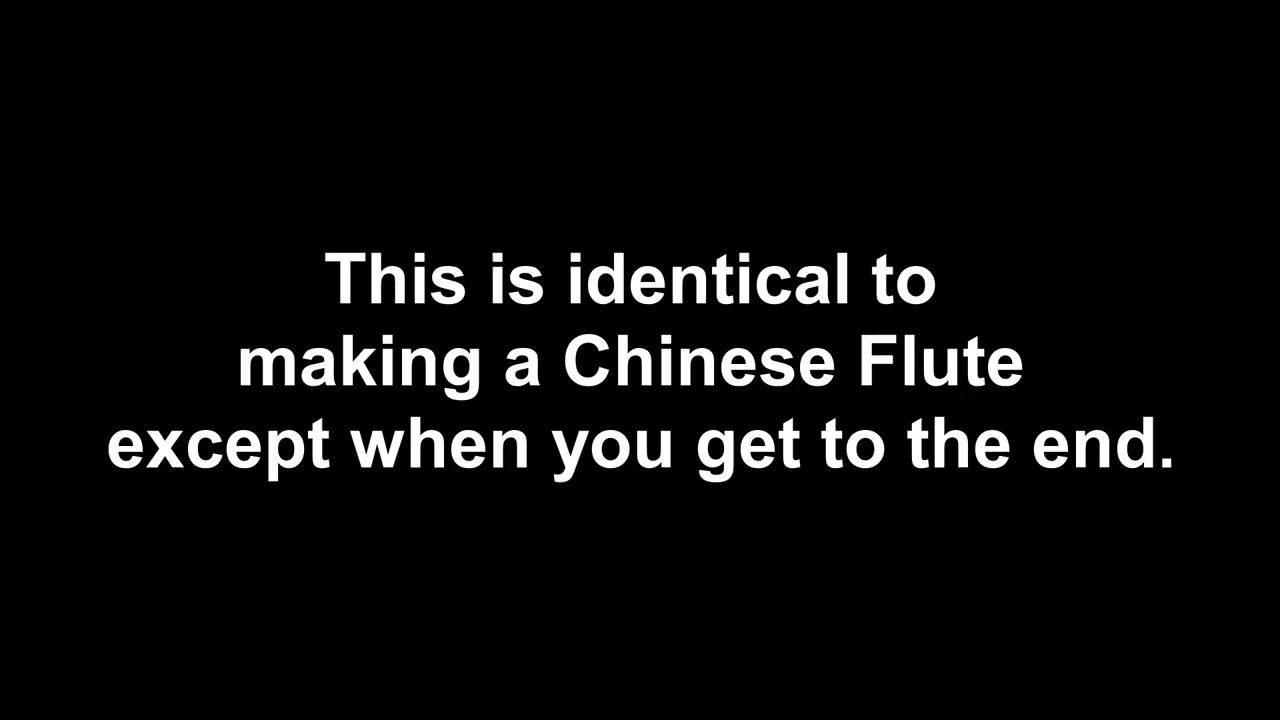 This is identical to
making a Chinese Flute
except when you get to the end.